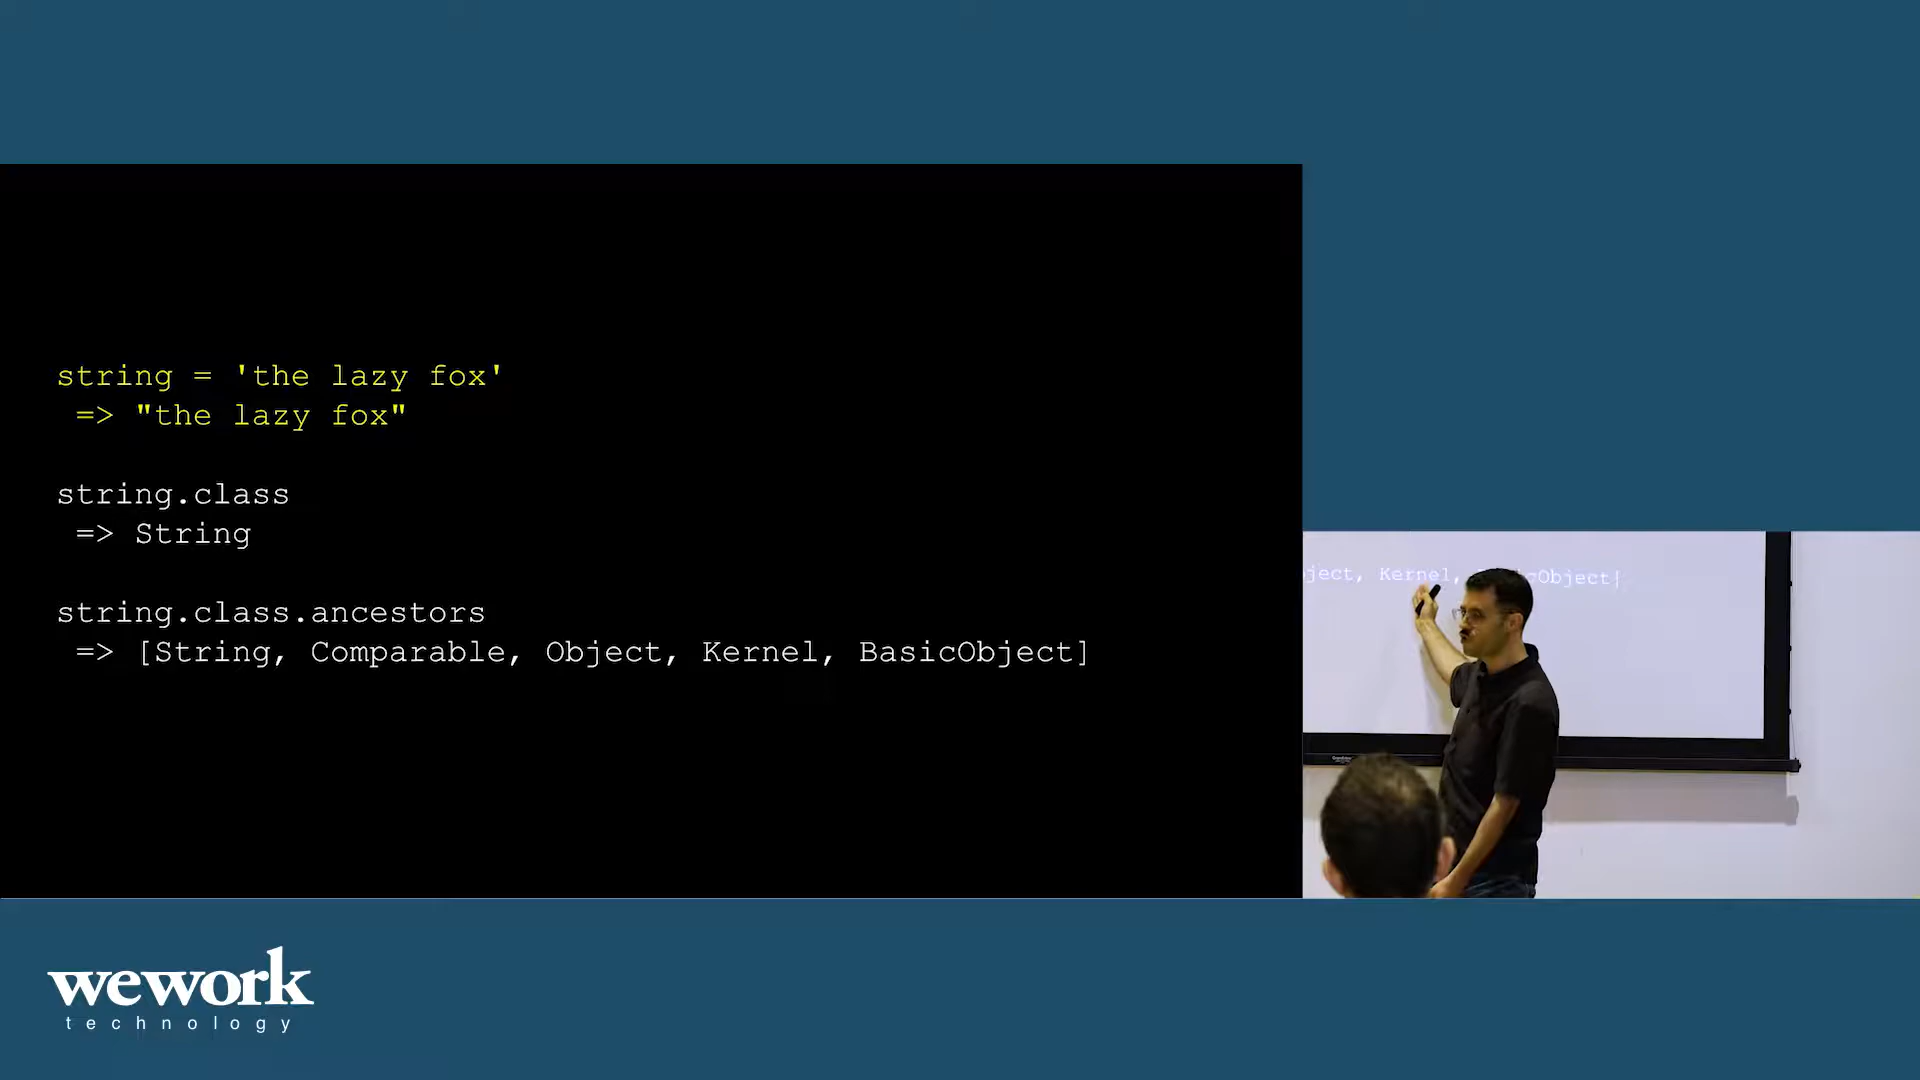 string = 'the lazy fox'
=> "the lazy fox"
string.class
=> String
string.class.ancestors
=> [String, Comparable, Object, Kernel, BasicObject]
Kernel,
wework
technology